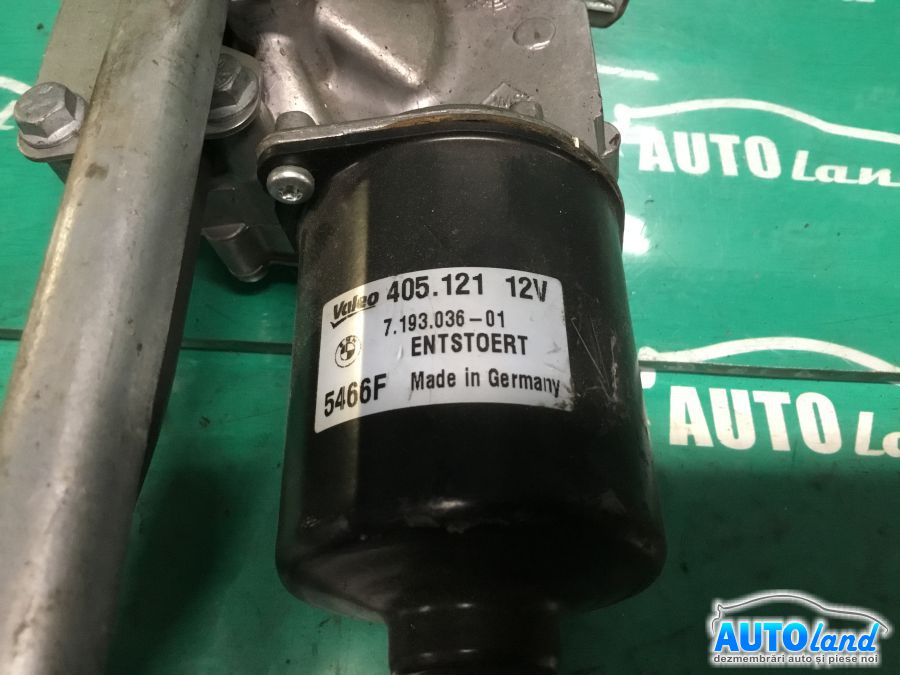 AUTO Land
Valeo 405.121 12V
7.193.036-01
ENTSTOERT
5466F Made in Germany
AUTO La
AUTOland
dezmembrări auto și piese noi